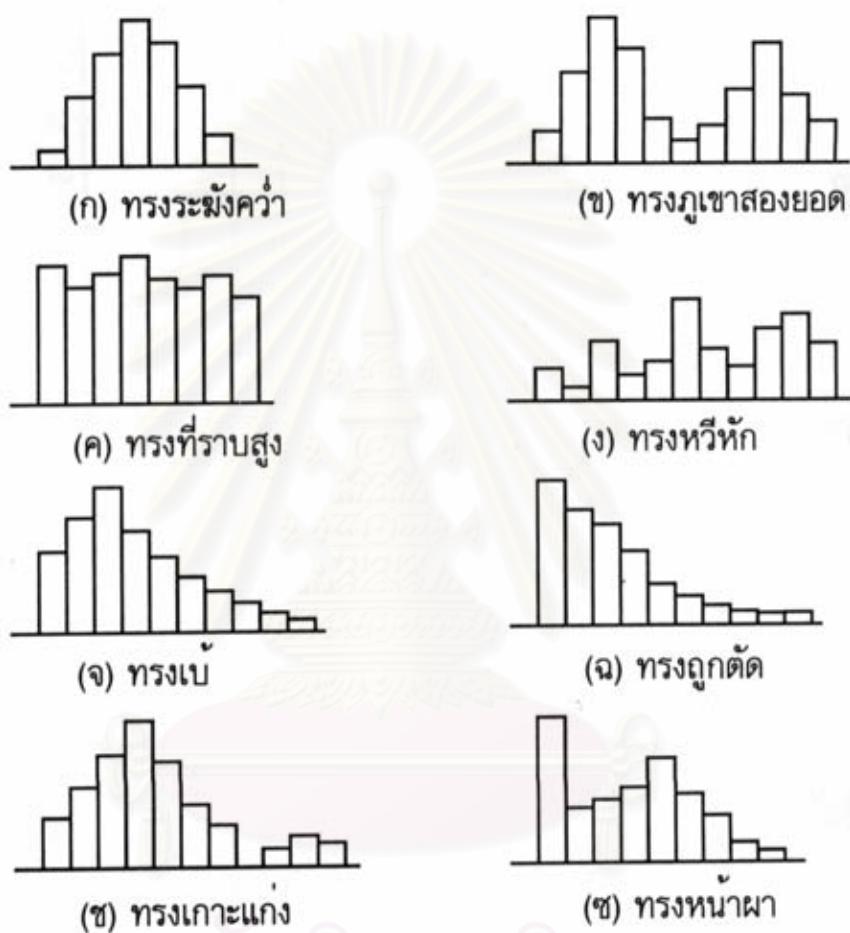 (ก) ทรงระฆังคว่ำ
(ข) ทรงภูเขาสองยอด
(ค) ทรงที่ราบสูง
(ง) ทรงหวีหัก
(จ) ทรงเบ้
(ฉ) ทรงถูกตัด
(ช) ทรงเกาะแก่ง
(ซ) ทรงหน้าผา